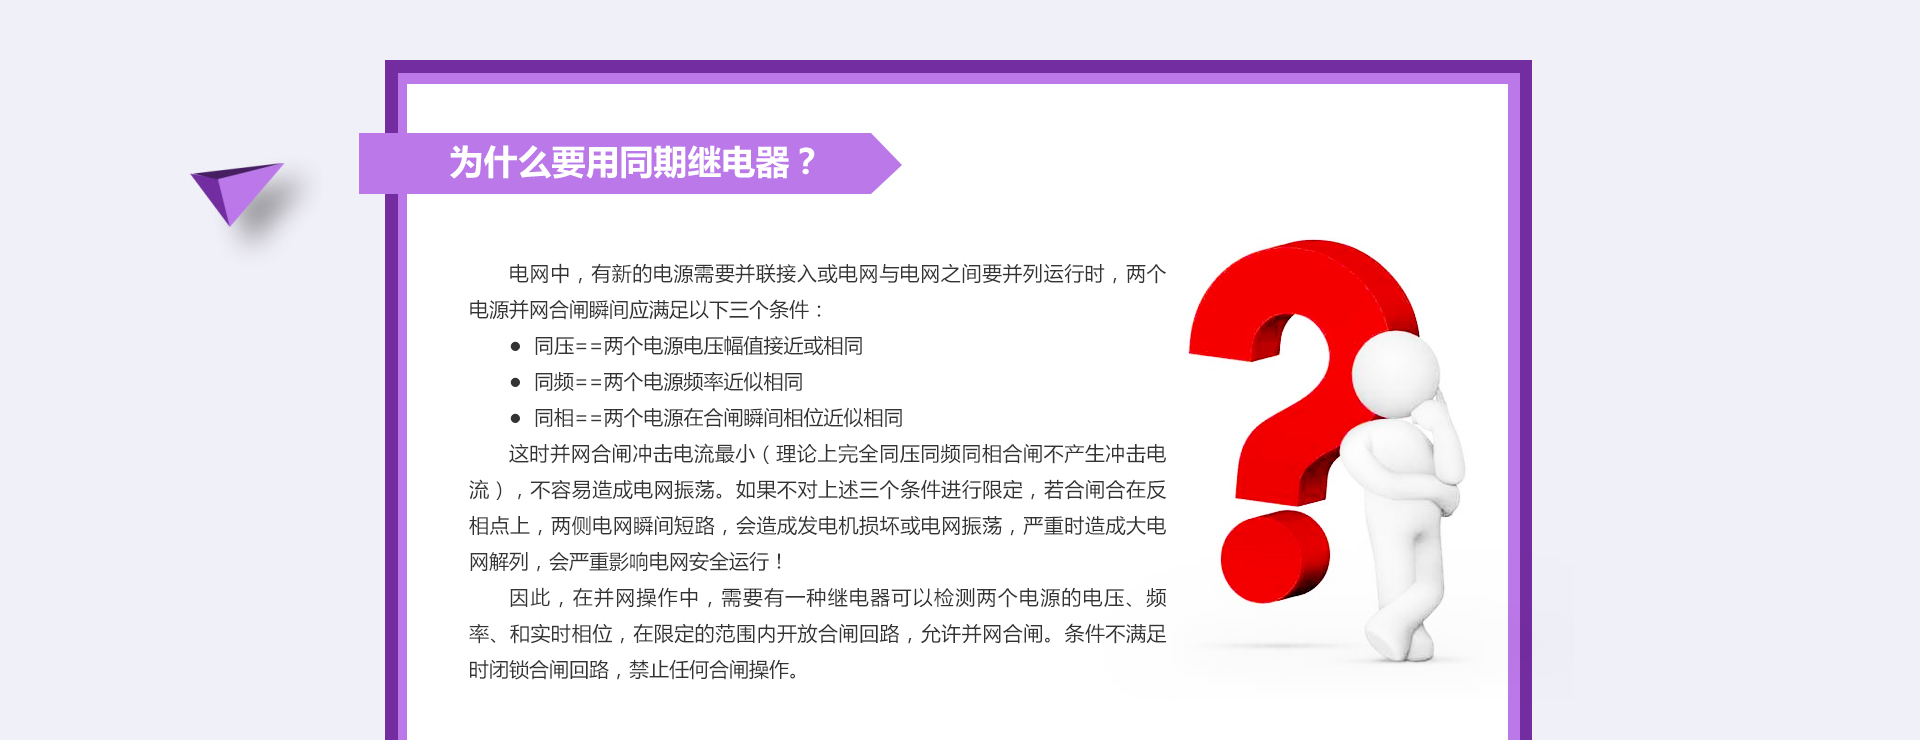 为什么要用同期继电器？
电网中，有新的电源需要并联接入或电网与电网之间要并列运行时，两个
电源并网合闸瞬间应满足以下三个条件：
● 同压==两个电源电压幅值接近或相同
● 同频==两个电源频率近似相同
● 同相==两个电源在合闸瞬间相位近似相同
这时并网合闸冲击电流最小（理论上完全同压同频同相合闸不产生冲击电
流），不容易造成电网振荡。如果不对上述三个条件进行限定，若合闸合在反
相点上，两侧电网瞬间短路，会造成发电机损坏或电网振荡，严重时造成大电
网解列，会严重影响电网安全运行！
因此，在并网操作中，需要有一种继电器可以检测两个电源的电压、频
率、和实时相位，在限定的范围内开放合闸回路，允许并网合闸。条件不满足
时闭锁合闸回路，禁止任何合闸操作。